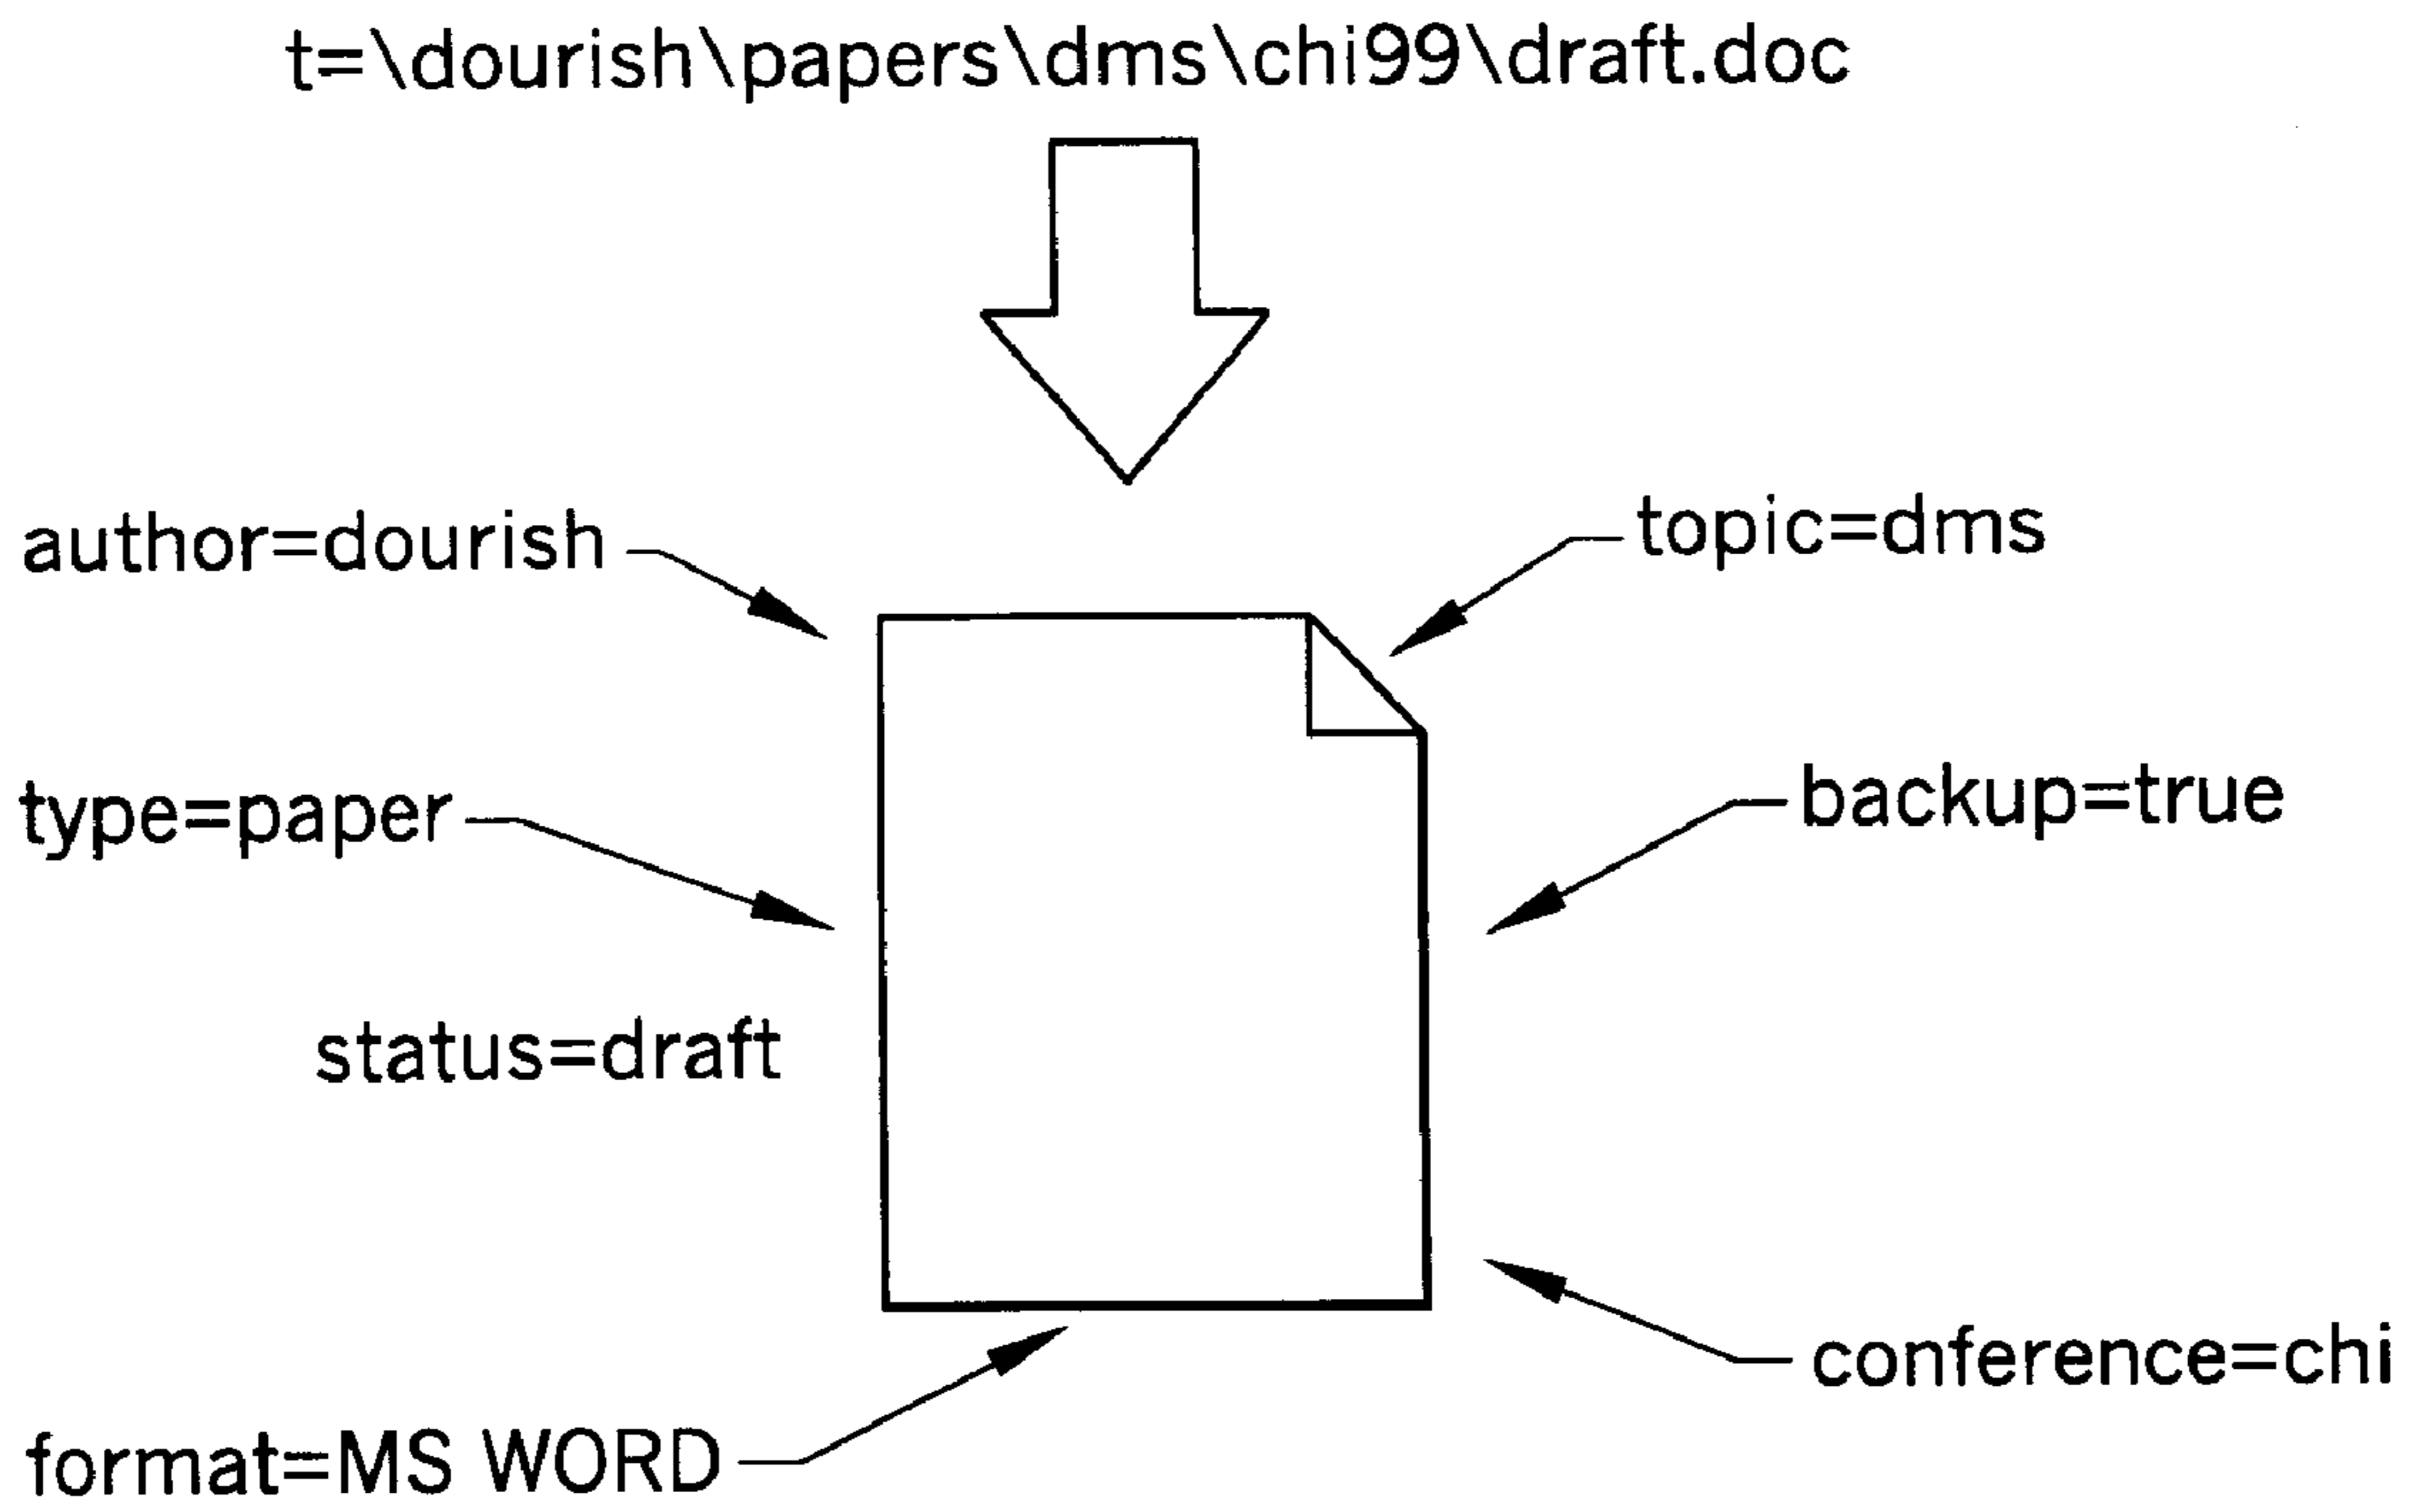 t=\dourish\papers\dms\chi99\draft.doc
author=dourish
topic=dms
type=paper
backup=true
status=draft
conference=chi
format=MS WORD